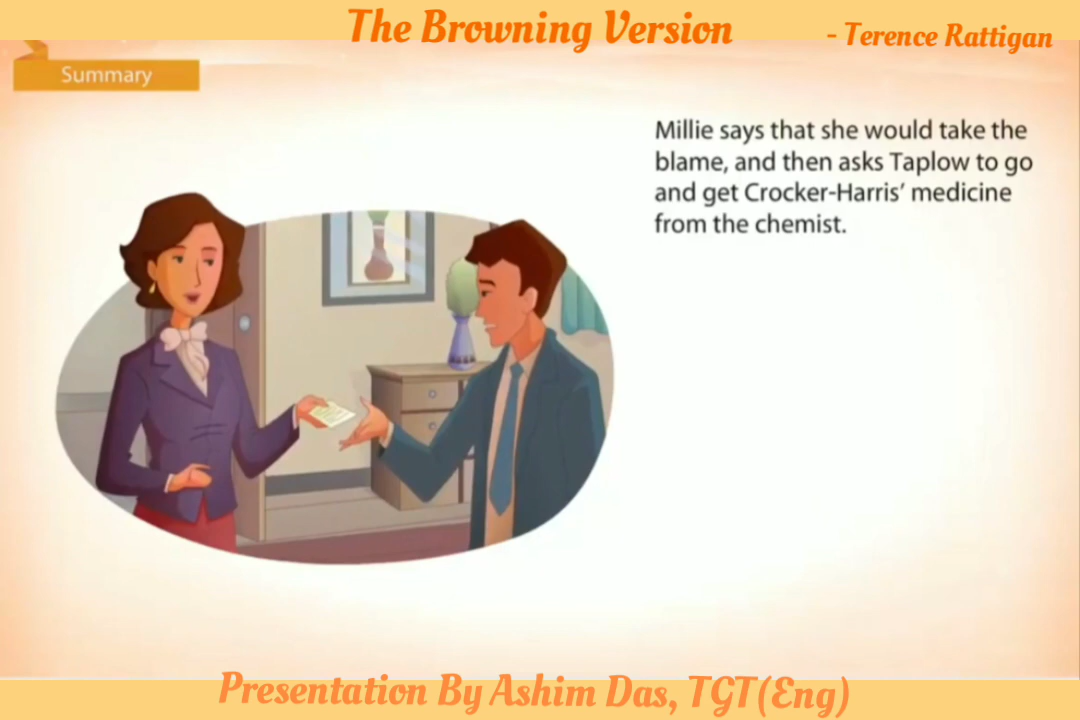 The Browning Version
- Terence Rattigan
Summary
Millie says that she would take the
blame, and then asks Taplow to go
and get Crocker-Harris' medicine
from the chemist.
Presentation By Ashim Das, TGT(Eng)